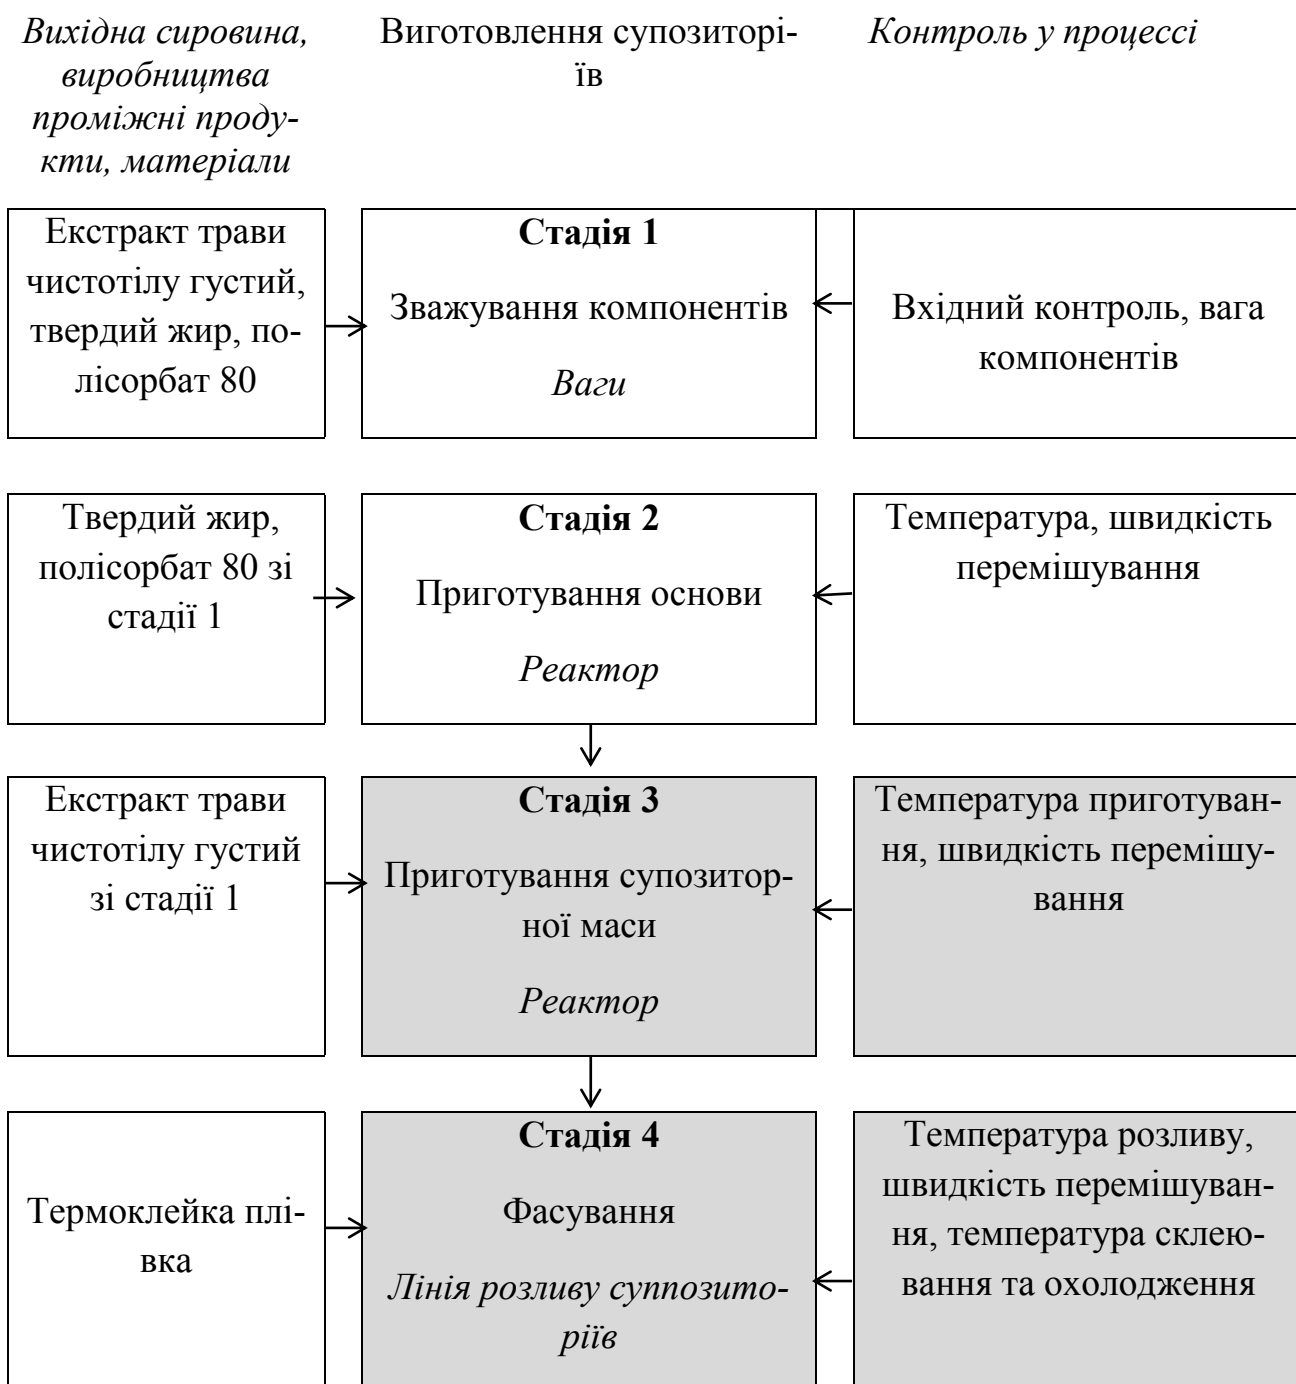 Вихідна сировина,
виробництва
проміжні проду-
кти, матеріали
Виготовлення супозиторі-
їв
Контроль у процессі
Екстракт трави
чистотілу густий,
твердий жир, по-
лісорбат 80
Стадія 1
Зважування компонентів
Ваги
Вхідний контроль, вага
компонентів
Твердий жир,
полісорбат 80 зі
стадії 1
Стадія 2
Приготування основи
Реактор
Температура, швидкість
перемішування
Екстракт трави
чистотілу густий
зі стадії 1
Стадія 3
Приготування супозитор-
ної маси
Реактор
Температура приготуван-
ня, швидкість перемішу-
вання
Термоклейка плі-
вка
Стадія 4
Фасування
Лінія розливу суппозито-
ріїв
Температура розливу,
швидкість перемішуван-
ня, температура склею-
вання та охолодження